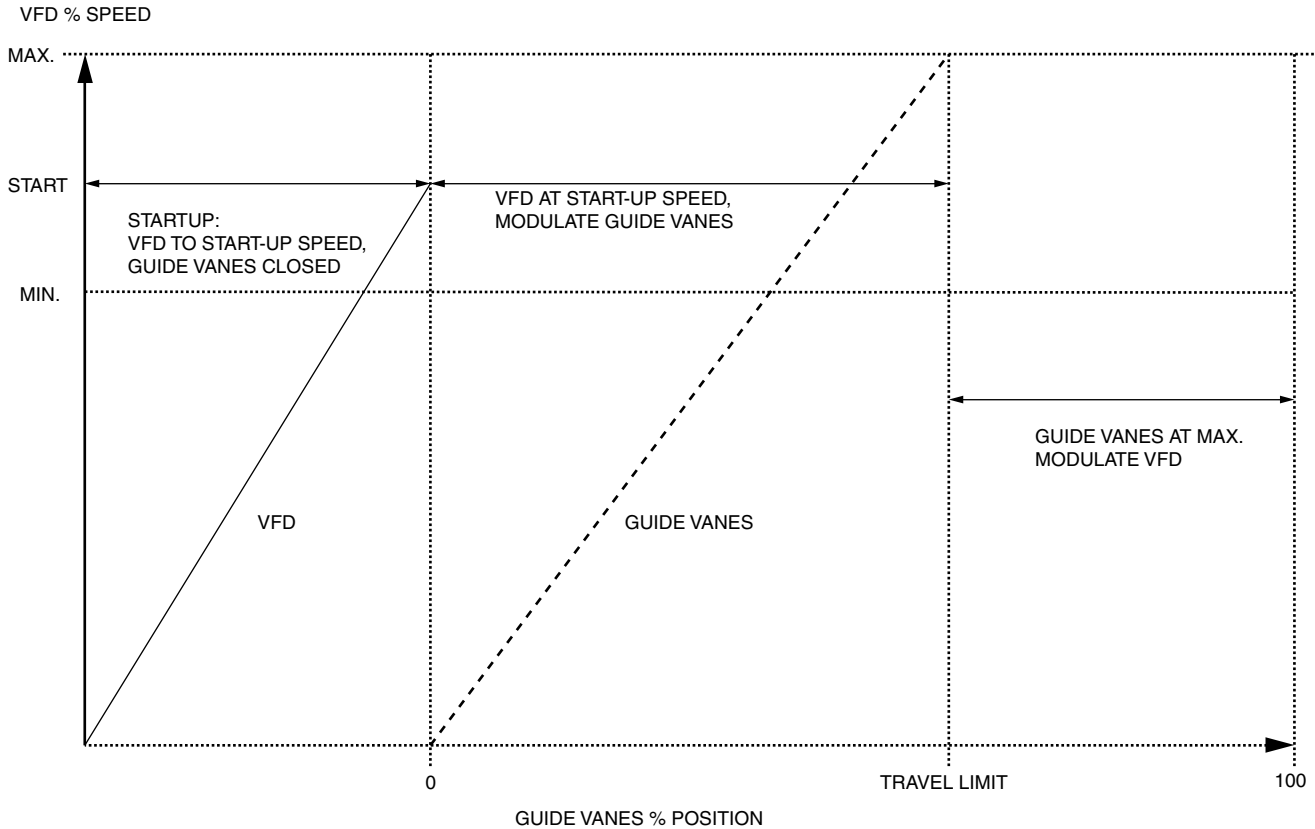 VFD % SPEED
MAX.
START
STARTUP:
VFD TO START-UP SPEED,
GUIDE VANES CLOSED
VFD AT START-UP SPEED,
MODULATE GUIDE VANES
MIN.
GUIDE VANES AT MAX.
MODULATE VFD
VFD
GUIDE VANES
0
TRAVEL LIMIT
100
GUIDE VANES % POSITION